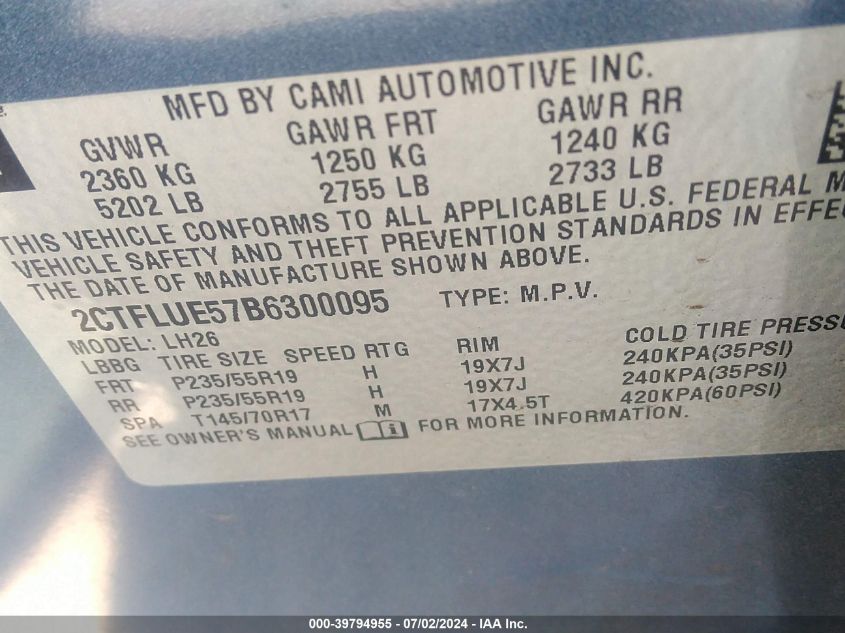 MFD BY CAMI AUTOMOTIVE INC.
GVWR GAWR FRT GAWR RR
2360 KG 1250 KG 1240 KG
5202 LB 2755 LB 2733 LB
THIS VEHICLE CONFORMS TO ALL APPLICABLE U.S. FEDERAL M
VEHICLE SAFETY AND THEFT PREVENTION STANDARDS IN EFFE
THE DATE OF MANUFACTURE SHOWN ABOVE.
2CTFLUE57B6300095 TYPE: M.P.V.
MODEL: LH26
LBBG TIRE SIZE SPEED RTG RIM COLD TIRE PRESSU
FRT P235/55R19 H 19X7J 240KPA(35PSI)
RR P235/55R19 H 19X7J 240KPA(35PSI)
SPA T145/70R17 M 17X4.5T 420KPA(60PSI)
SEE OWNER'S MANUAL i FOR MORE INFORMATION.
000-39794955 - 07/02/2024 - IAA Inc.